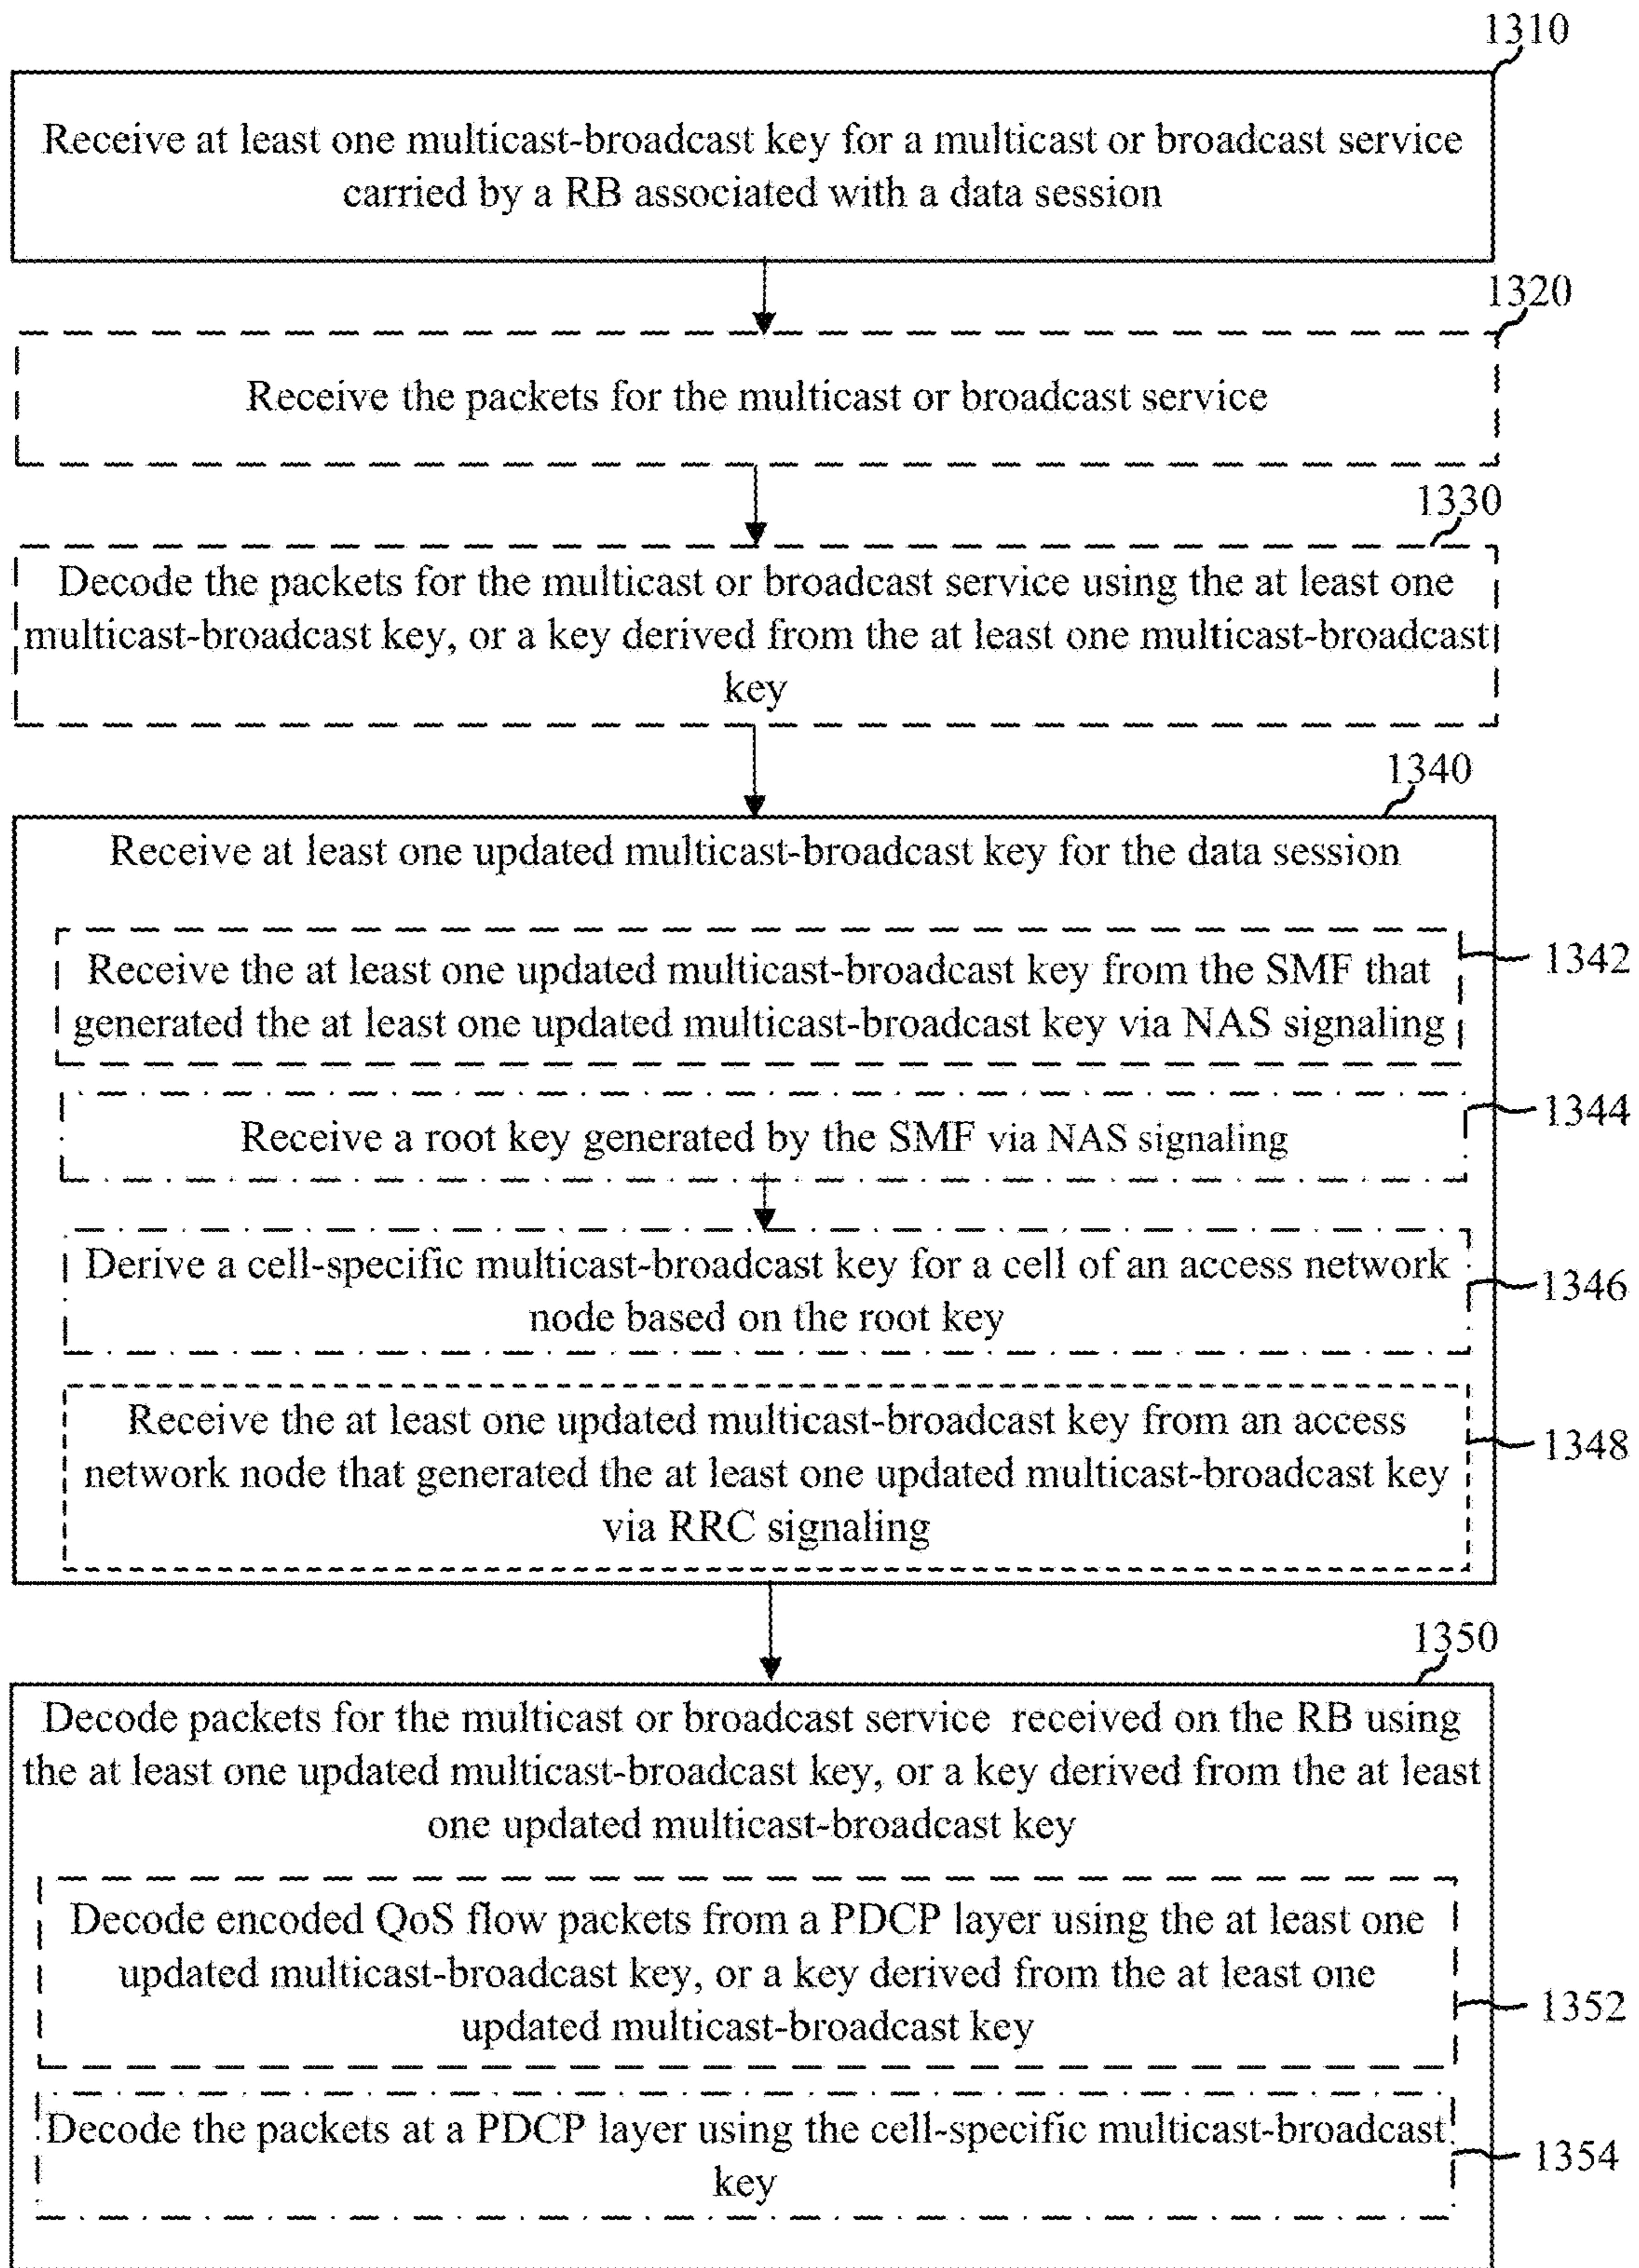 1310
Receive at least one multicast-broadcast key for a multicast or broadcast service
carried by a RB associated with a data session
1320
Receive the packets for the multicast or broadcast service
1330
Decode the packets for the multicast or broadcast service using the at least one
multicast-broadcast key, or a key derived from the at least one multicast-broadcast
key
1340
Receive at least one updated multicast-broadcast key for the data session
Receive the at least one updated multicast-broadcast key from the SMF that
generated the at least one updated multicast-broadcast key via NAS signaling
1342
Receive a root key generated by the SMF via NAS signaling
1344
Derive a cell-specific multicast-broadcast key for a cell of an access network
node based on the root key
1346
Receive the at least one updated multicast-broadcast key from an access
network node that generated the at least one updated multicast-broadcast key
via RRC signaling
1348
1350
Decode packets for the multicast or broadcast service received on the RB using
the at least one updated multicast-broadcast key, or a key derived from the at least
one updated multicast-broadcast key
Decode encoded QoS flow packets from a PDCP layer using the at least one
updated multicast-broadcast key, or a key derived from the at least one
updated multicast-broadcast key
1352
Decode the packets at a PDCP layer using the cell-specific multicast-broadcast
key
1354